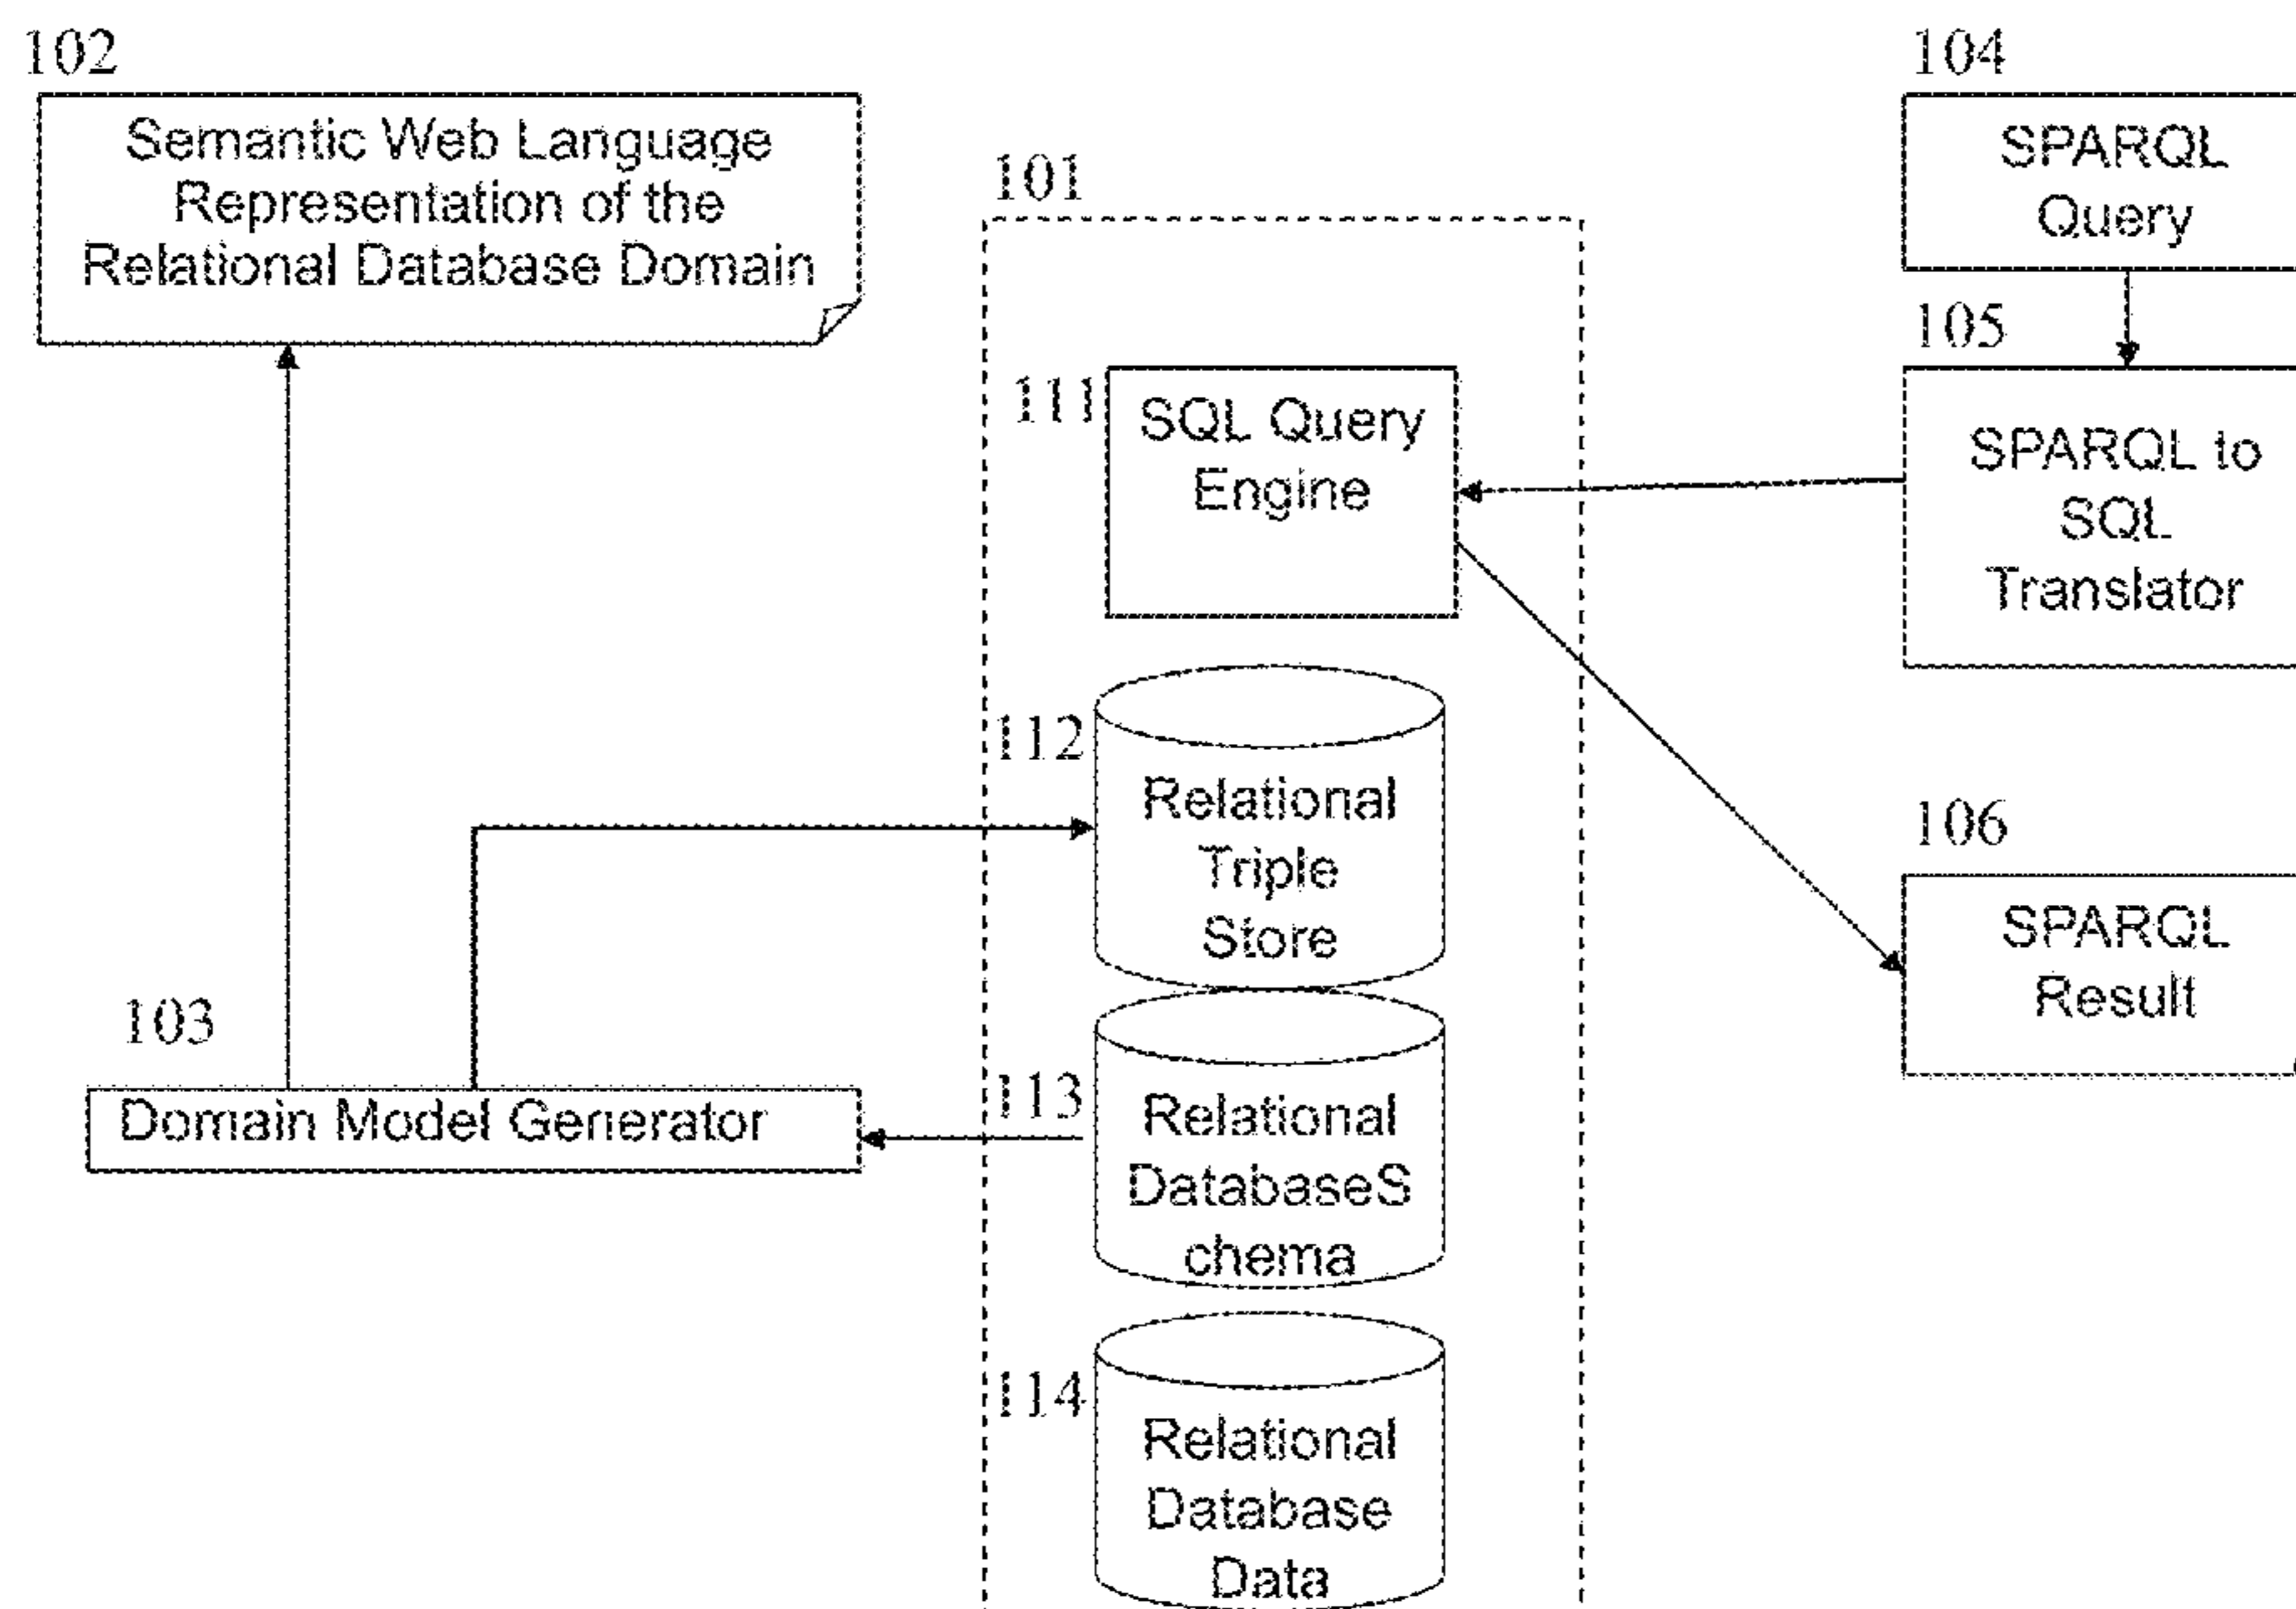 102
Semantic Web Language
Representation of the
Relational Database Domain
101
104
SPARQL
Query
105
SPARQL to
SQL
Translator
111
SQL Query
Engine
112
Relational
Triple
Store
106
SPARQL
Result
103
Domain Model Generator
113
Relational
DatabaseS
chema
114
Relational
Database
Data